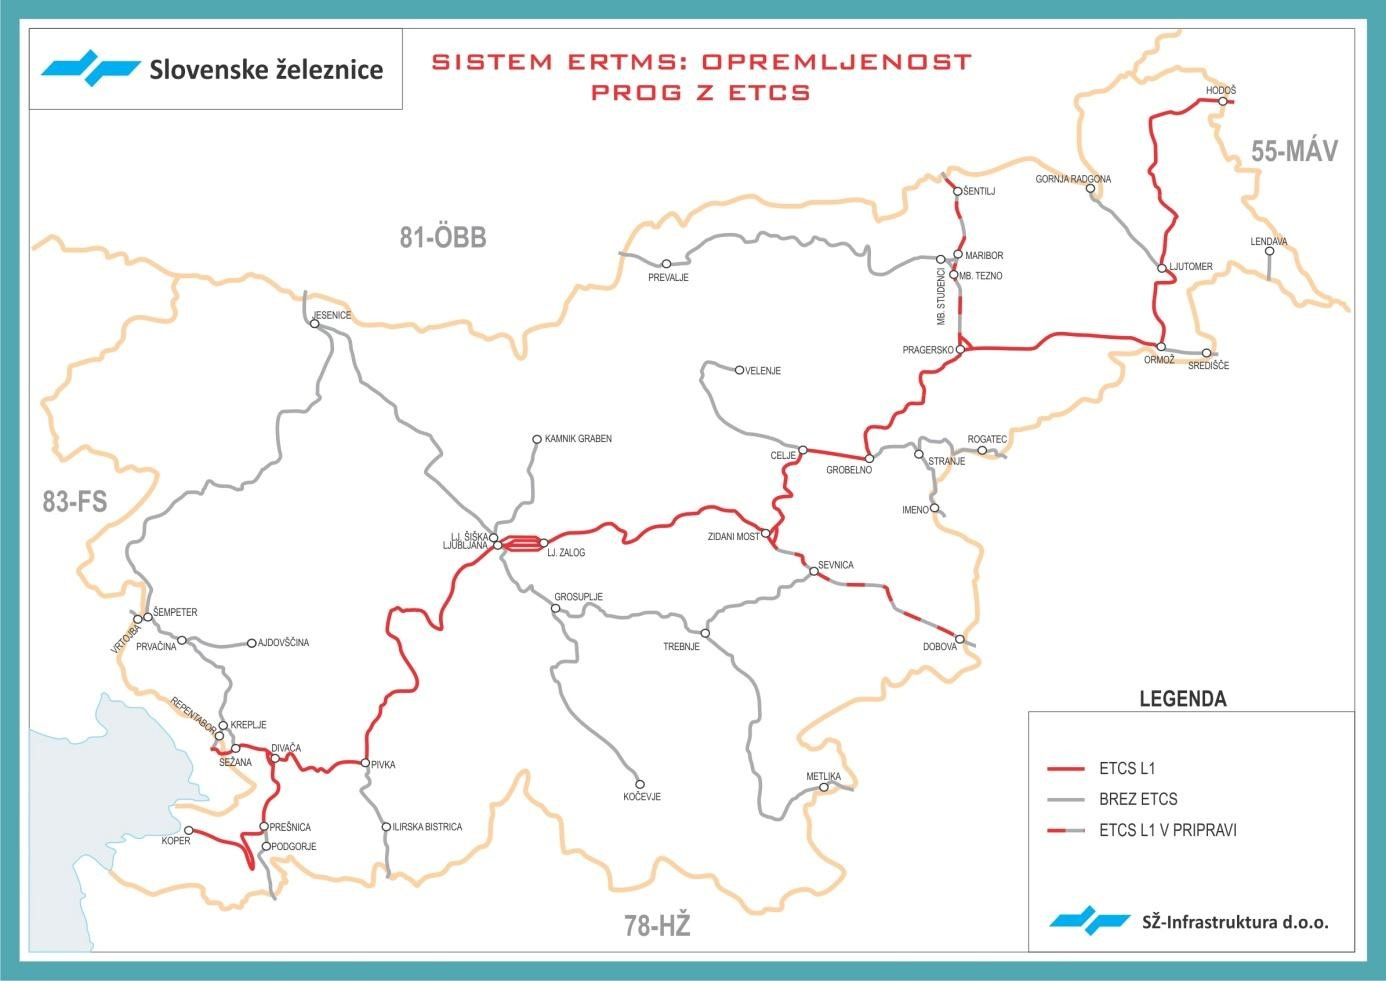 Slovenske železnice
SISTEM ERTMS: OPREMLJENOST
PROG Z ETCS
HODOŠ
55-MÁV
GORNJA RADGONA
ŠENTILJ
81-ÖBB
LENDAVA
MARIBOR
LJUTOMER
PREVALJE
MB. TEZNO
MB. STUDENCI
JESENICE
PRAGERSKO
ORMOŽ
SREDIŠČE
VELENJE
KAMNIK GRABEN
ROGATEC
CELJE
STRANJE
GROBELNO
83-FS
IMENO
LJ. ŠIŠKA
ZIDANI MOST
LJUBLJANA
LJ. ZALOG
SEVNICA
GROSUPLJE
ŠEMPETER
VRTOJBA
PRVAČINA
AJDOVŠČINA
TREBNJE
DOBOVA
REPENTABOR
KREPLJE
LEGENDA
DIVAČA
SEŽANA
PIVKA
ETCS L1
METLIKA
KOČEVJE
BREZ ETCS
PREŠNICA
ILIRSKA BISTRICA
ETCS L1 V PRIPRAVI
KOPER
PODGORJE
78-HŽ
SŽ-Infrastruktura d.o.o.